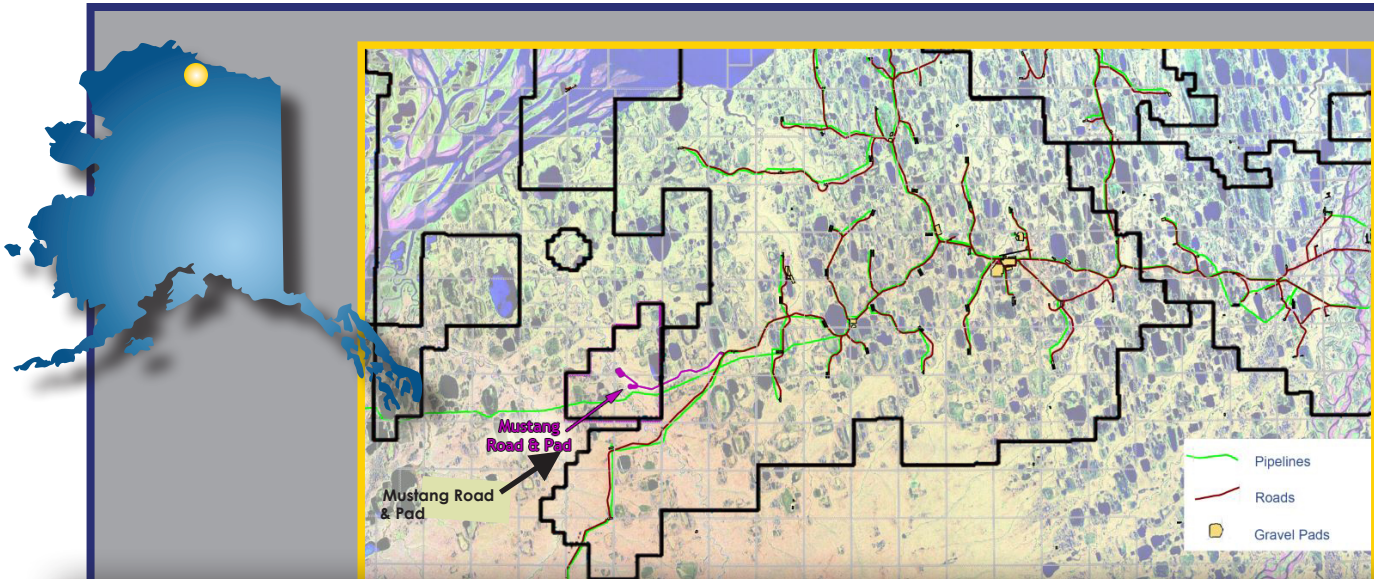 Mustang
Road & Pad
Mustang Road
& Pad
Pipelines
Roads
Gravel Pads